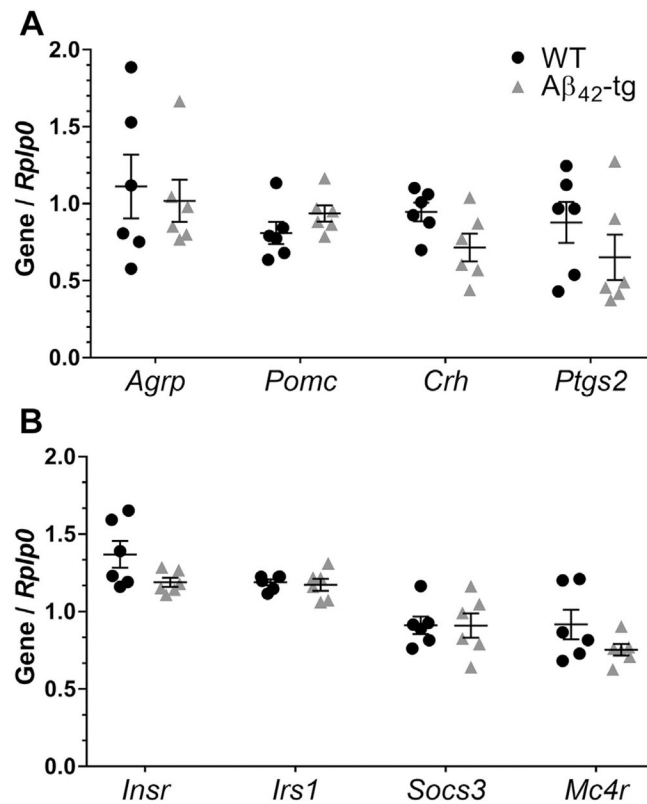 A
WT
Aβ42-tg
Gene / Rplp0
2.0
1.5
1.0
0.5
0.0
Agrp Pomc Crh Ptgs2
B
Gene / Rplp0
2.0
1.5
1.0
0.5
0.0
Insr Irs1 Socs3 Mc4r